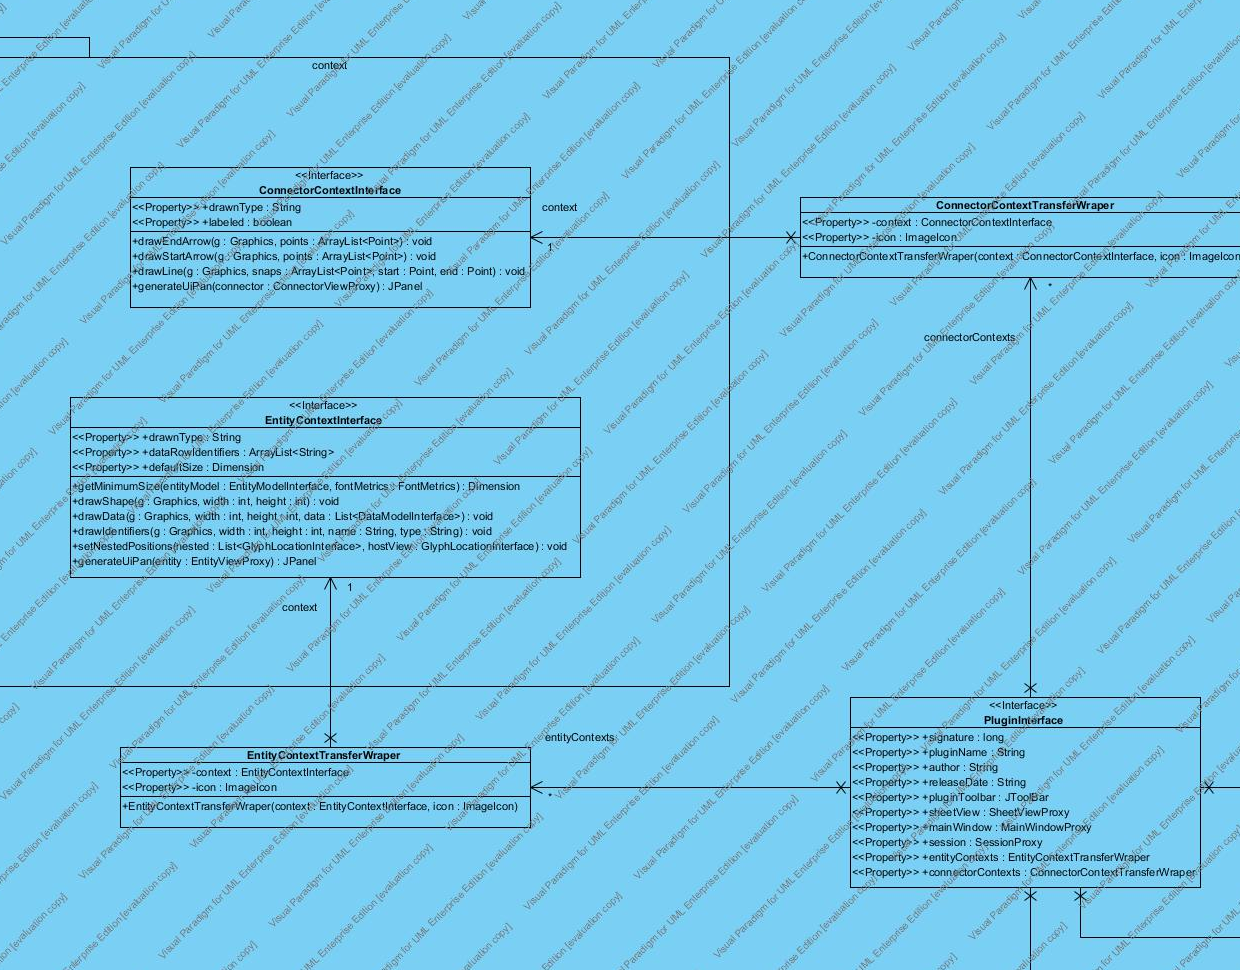 context
<<Interface>>
ConnectorContextInterface
<<Property>> +drawnType : String
<<Property>> +labeled : boolean
+drawEndArrow(g : Graphics, points : ArrayList<Point>) : void
+drawStartArrow(g : Graphics, points : ArrayList<Point>) : void
+drawLine(g : Graphics, snaps : ArrayList<Point>, start : Point, end : Point) : void
+generateUiPan(connector : ConnectorViewProxy) : JPanel
context
1
ConnectorContextTransferWraper
<<Property>> -context : ConnectorContextInterface
<<Property>> -icon : ImageIcon
+ConnectorContextTransferWraper(context : ConnectorContextInterface, icon : ImageIcon
*
connectorContexts
<<Interface>>
EntityContextInterface
<<Property>> +drawnType : String
<<Property>> +dataRowIdentifiers : ArrayList<String>
<<Property>> +defaultSize : Dimension
+getMinimumSize(entityModel : EntityModelInterface, fontMetrics : FontMetrics) : Dimension
+drawShape(g : Graphics, width : int, height : int) : void
+drawData(g : Graphics, width : int, height : int, data : List<DataModelInterface>) : void
+drawIdentifiers(g : Graphics, width : int, height : int, name : String, type : String) : void
+setNestedPositions(nested : List<GlyphLocationInterface>, hostView : GlyphLocationInterface) : void
+generateUiPan(entity : EntityViewProxy) : JPanel
1
context
EntityContextTransferWraper
<<Property>> -context : EntityContextInterface
<<Property>> -icon : ImageIcon
+EntityContextTransferWraper(context : EntityContextInterface, icon : ImageIcon)
entityContexts
*
<<Interface>>
PluginInterface
<<Property>> +signature : long
<<Property>> +pluginName : String
<<Property>> +author : String
<<Property>> +releaseDate : String
<<Property>> +pluginToolbar : JToolBar
<<Property>> +sheetView : SheetViewProxy
<<Property>> +mainWindow : MainWindowProxy
<<Property>> +session : SessionProxy
<<Property>> +entityContexts : EntityContextTransferWraper
<<Property>> +connectorContexts : ConnectorContextTransferWraper
Visual Paradigm for UML Enterprise Edition [evaluation copy]